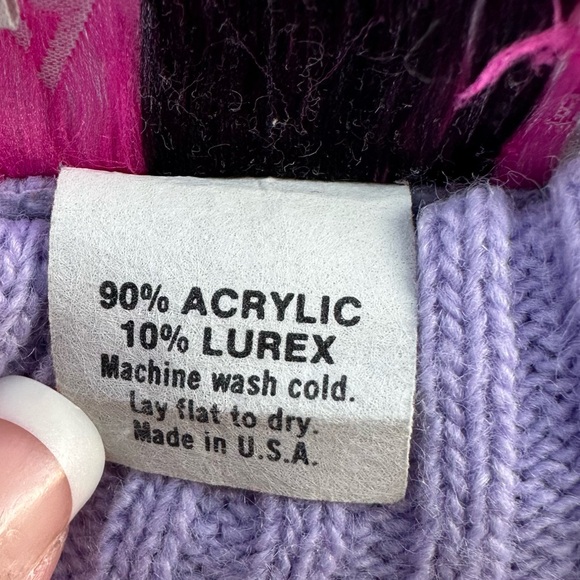 90% ACRYLIC
10% LUREX
Machine wash cold.
Lay flat to dry.
Made in U.S.A.